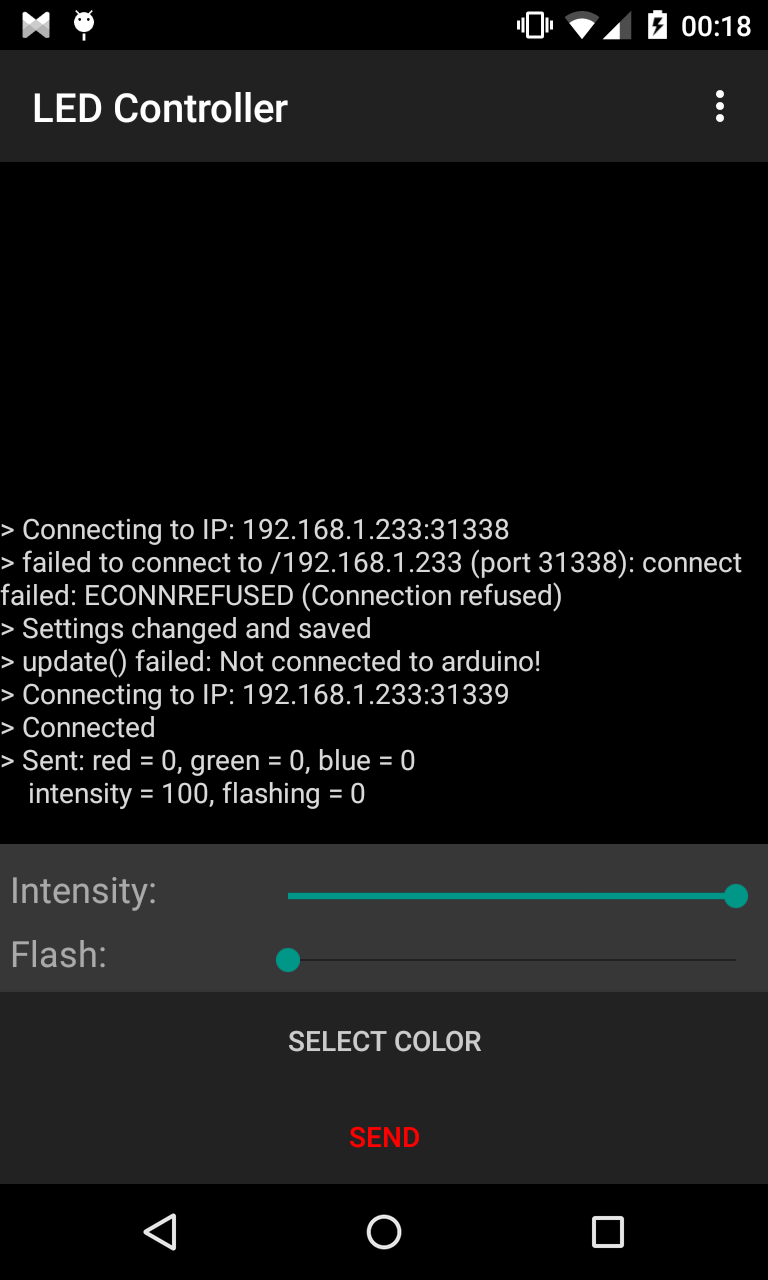 00:18
LED Controller
> Connecting to IP: 192.168.1.233:31338
> failed to connect to /192.168.1.233 (port 31338): connect
failed: ECONNREFUSED (Connection refused)
> Settings changed and saved
> update() failed: Not connected to arduino!
> Connecting to IP: 192.168.1.233:31339
> Connected
> Sent: red = 0, green = 0, blue = 0
intensity = 100, flashing = 0
Intensity:
Flash:
SELECT COLOR
SEND